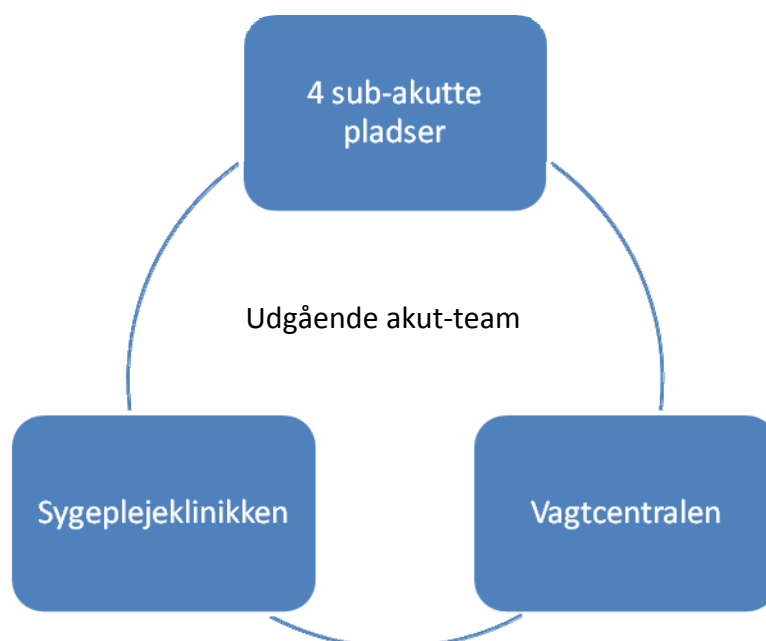 4 sub-akutte
pladser
Udgående akut-team
Sygeplejeklinikken
Vagtcentralen